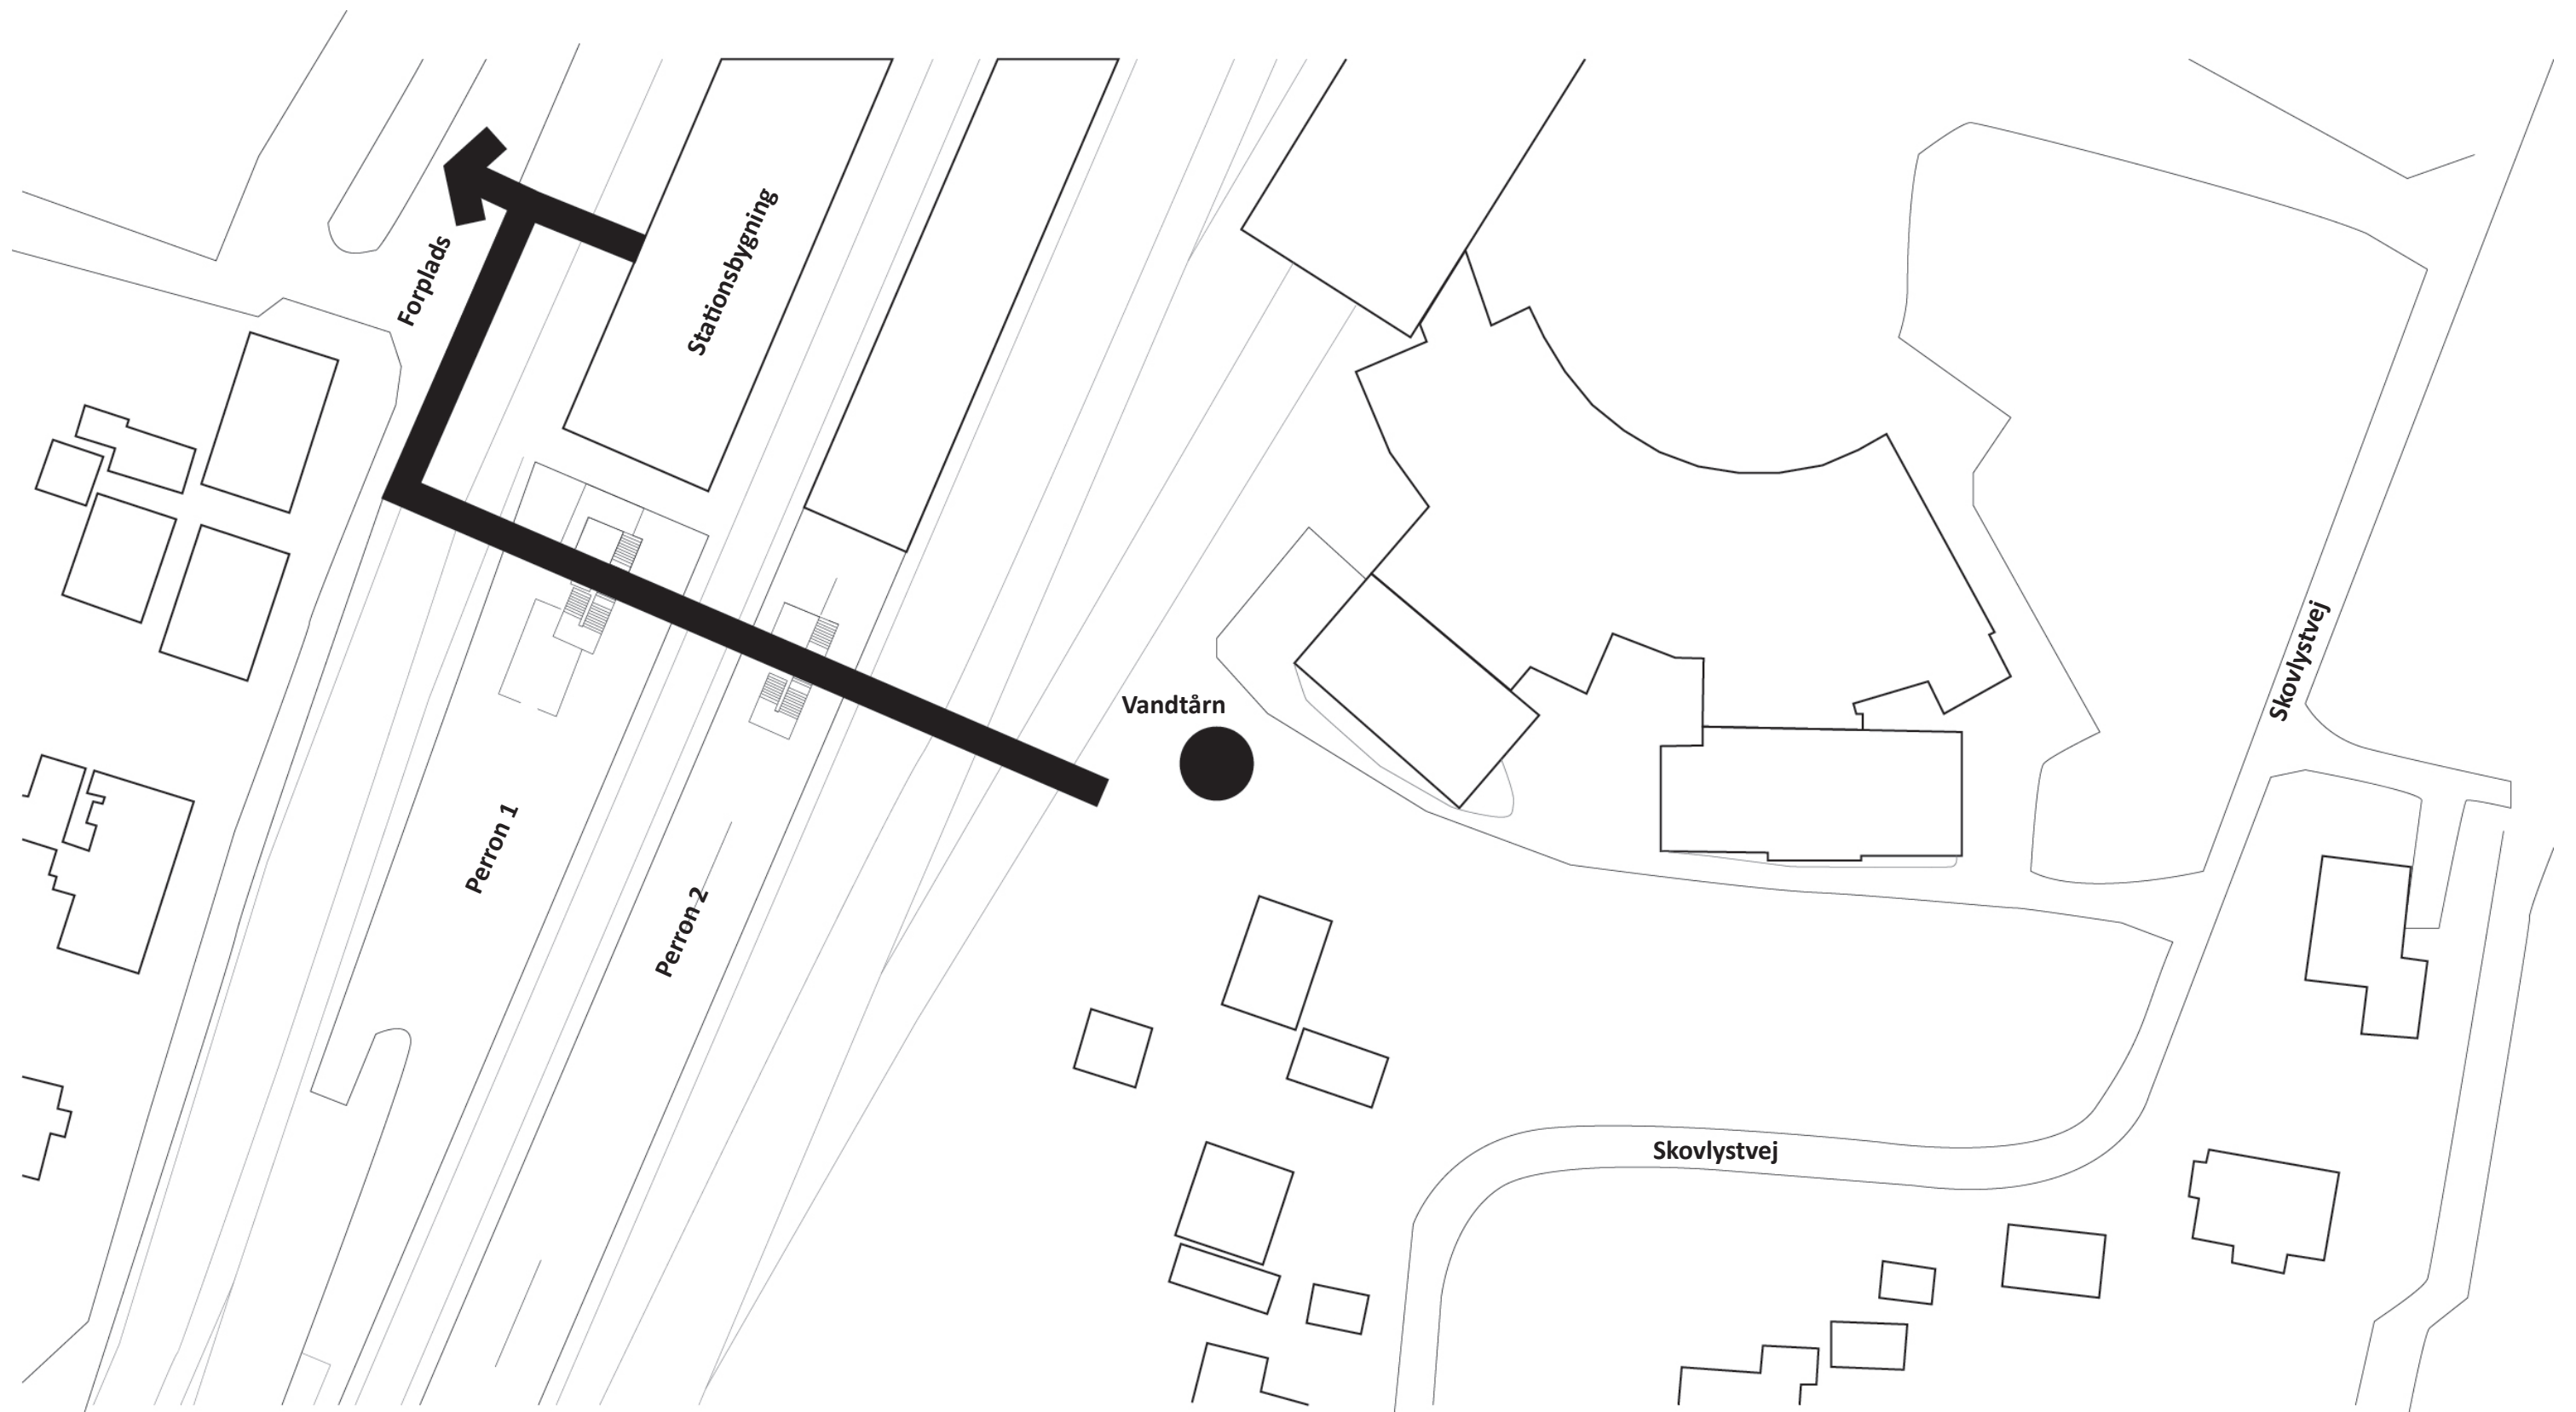 Forplads
Stationsbygning
Vandtårn
Perron 1
Perron 2
Skovlystvej
Skovlystvej